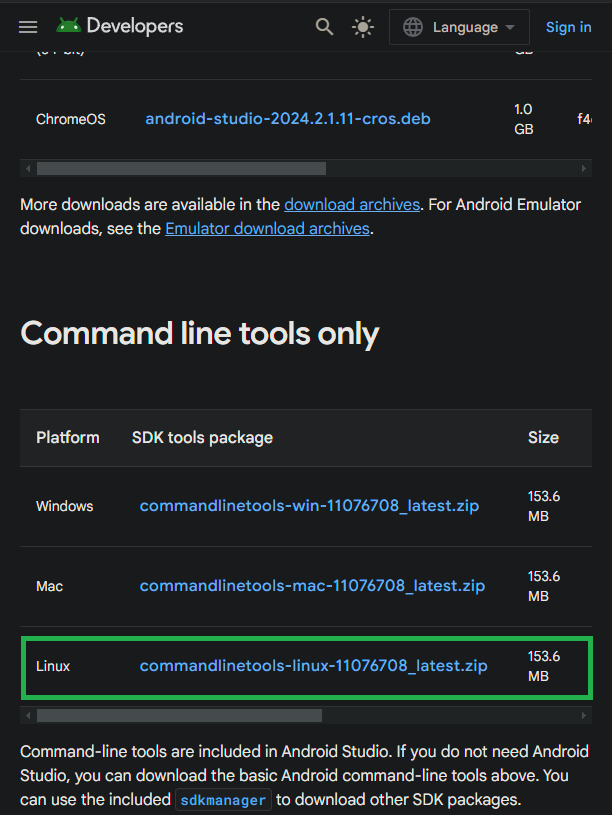 Developers
Language
Sign in
ChromeOS android-studio-2024.2.1.11-cros.deb 1.0
GB
More downloads are available in the download archives. For Android Emulator
downloads, see the Emulator download archives.
Command line tools only
Platform SDK tools package Size
Windows commandlinetools-win-11076708_latest.zip 153.6
MB
Mac commandlinetools-mac-11076708_latest.zip 153.6
MB
Linux commandlinetools-linux-11076708_latest.zip 153.6
MB
Command-line tools are included in Android Studio. If you do not need Android
Studio, you can download the basic Android command-line tools above. You
can use the included sdkmanager to download other SDK packages.